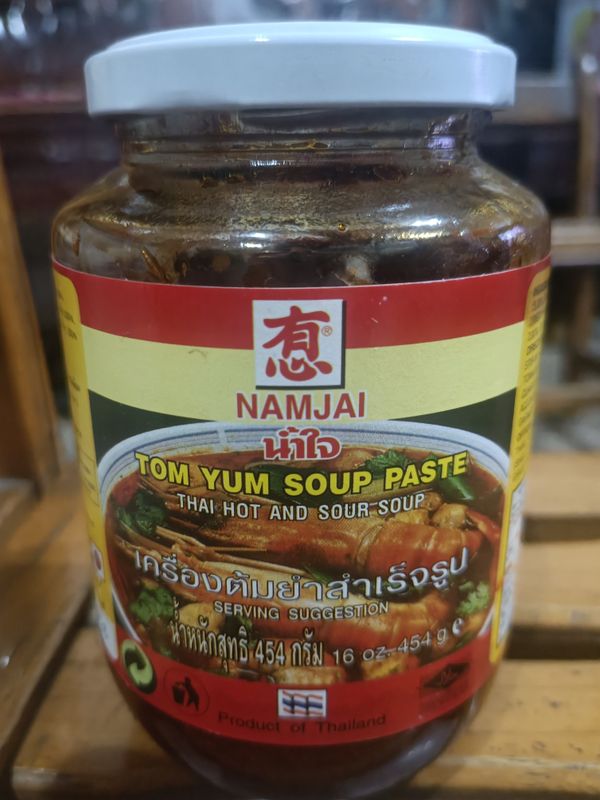 ®
NAMJAI
น้ำใจ
TOM YUM SOUP PASTE
THAI HOT AND SOUR SOUP
เครื่องต้มยำสำเร็จรูป
SERVING SUGGESTION
น้ำหนักสุทธิ 454 กรัม 16 oz. 454 g e
Product of Thailand